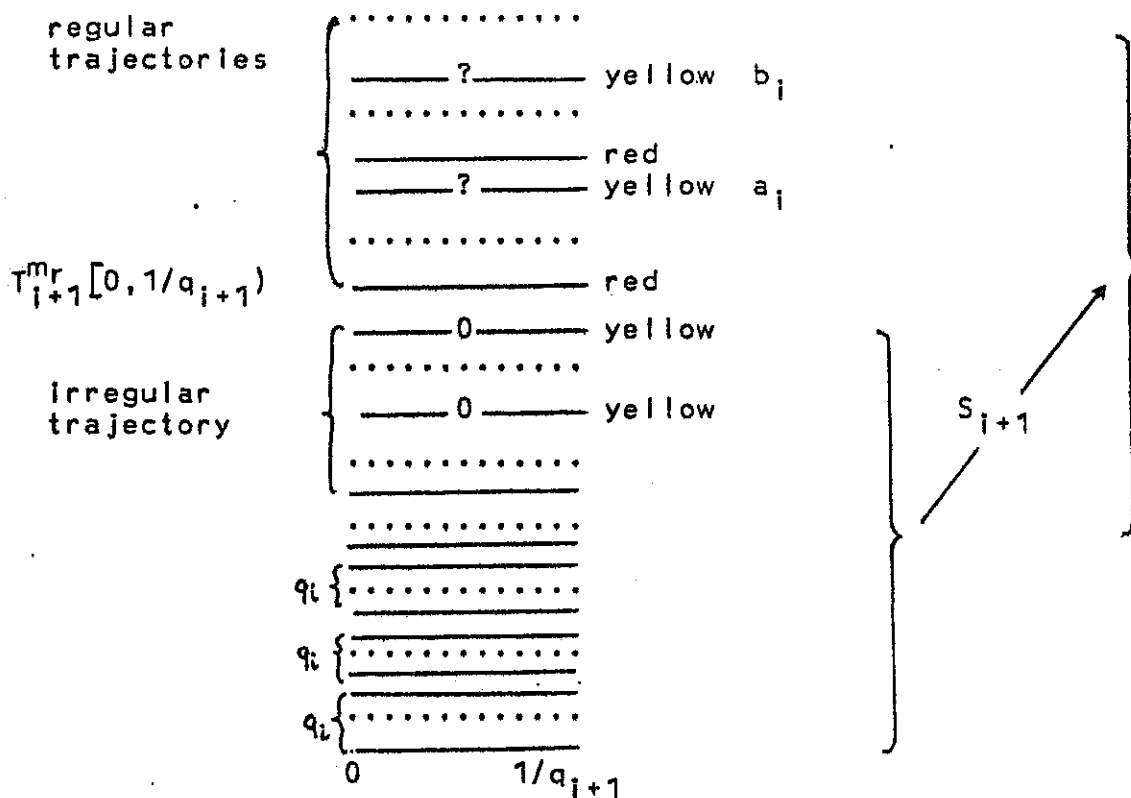 regular
trajectories
? yellow b_i
red
? yellow a_i
T^{m_r}_{i+1}[0,1/q_{i+1}) red
0 yellow
irregular
trajectory
0 yellow
S_{i+1}
q_i
q_i
q_i
0 1/q_{i+1}